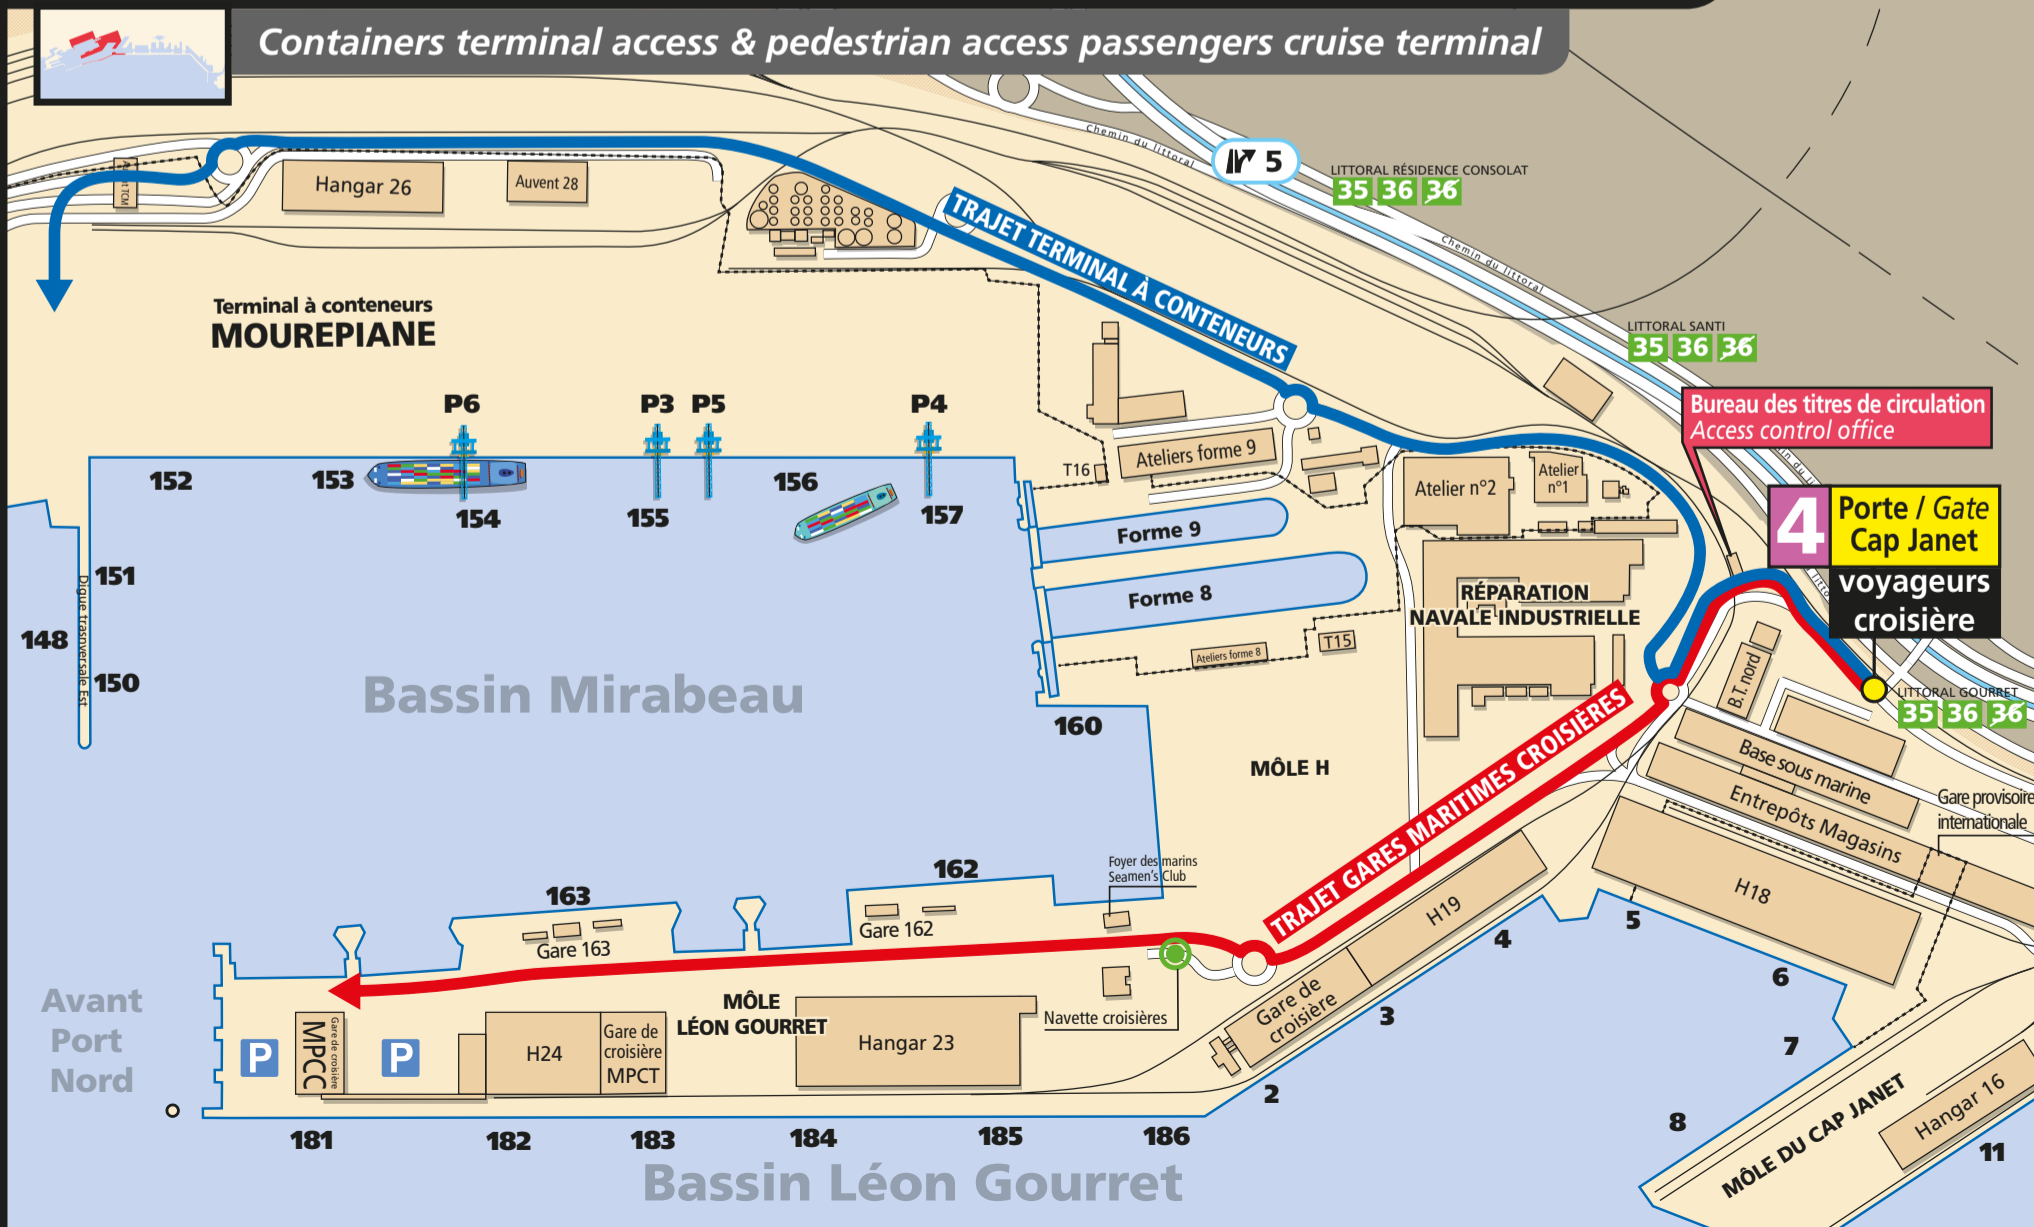 Containers terminal access & pedestrian access passengers cruise terminal
Chemin du littoral
5
LITTORAL RÉSIDENCE CONSOLAT
35 36 36
Hangar 26
Auvent 28
TCM
TRAJET TERMINAL À CONTENEURS
Chemin du littoral
Terminal à conteneurs
MOUREPIANE
LITTORAL SANTI
35 36 36
Bureau des titres de circulation
Access control office
P6
P3
P5
P4
152
153
154
155
156
157
T16
Ateliers forme 9
Atelier n°2
Atelier
n°1
4
Porte / Gate
Cap Janet
voyageurs
croisière
Forme 9
Forme 8
RÉPARATION
NAVALE INDUSTRIELLE
151
Digue trasnversale Est
148
150
Ateliers forme 8
T15
B.T. nord
LITTORAL GOURRET
35 36 36
Bassin Mirabeau
160
MÔLE H
TRAJET GARES MARITIMES CROISIÈRES
Base sous marine
Entrepôts Magasins
Gare provisoire
internationale
Foyer des marins
Seamen's Club
162
163
Gare 162
Gare 163
H19
H18
4
5
6
Avant
Port
Nord
MÔLE
LÉON GOURRET
Navette croisières
Gare de
croisière
3
7
P
MPCC
Gare de croisière
P
H24
Gare de
croisière
MPCT
Hangar 23
2
8
MÔLE DU CAP JANET
Hangar 16
11
181
182
183
184
185
186
Bassin Léon Gourret